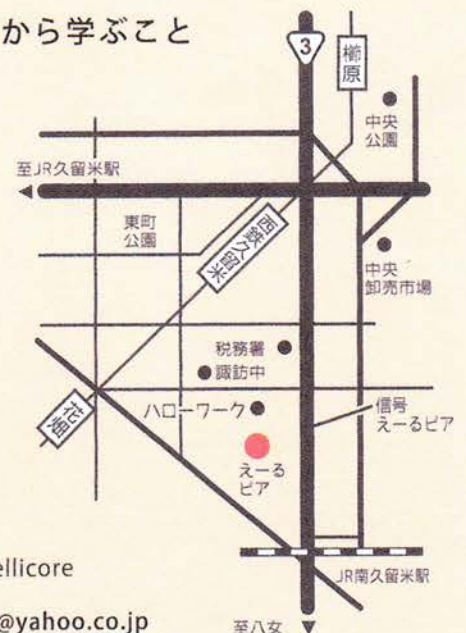 から学ぶこと
3
櫛原
中央
公園
至JR久留米駅
東町
公園
西鉄久留米
中央
卸売市場
税務署
諏訪中
ハローワーク
花畑
信号
えーるピア
えーる
ピア
ellicore
JR南久留米駅
@yahoo.co.jp
至八女